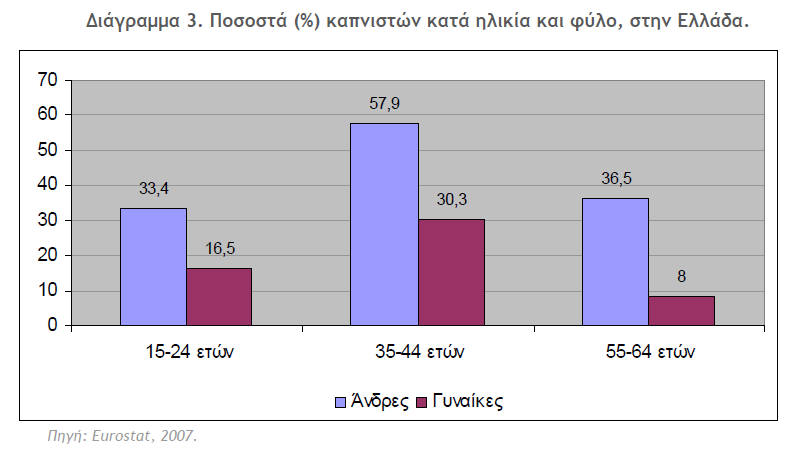 Διάγραμμα 3. Ποσοστά (%) καπνιστών κατά ηλικία και φύλο, στην Ελλάδα.
70
60
50
40
30
20
10
0
33,4
16,5
57,9
30,3
36,5
8
15-24 ετών
35-44 ετών
55-64 ετών
Άνδρες
Γυναίκες
Πηγή: Eurostat, 2007.